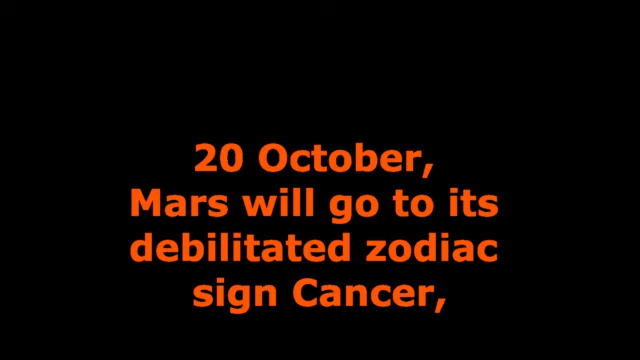 20 October,
Mars will go to its
debilitated zodiac
sign Cancer,